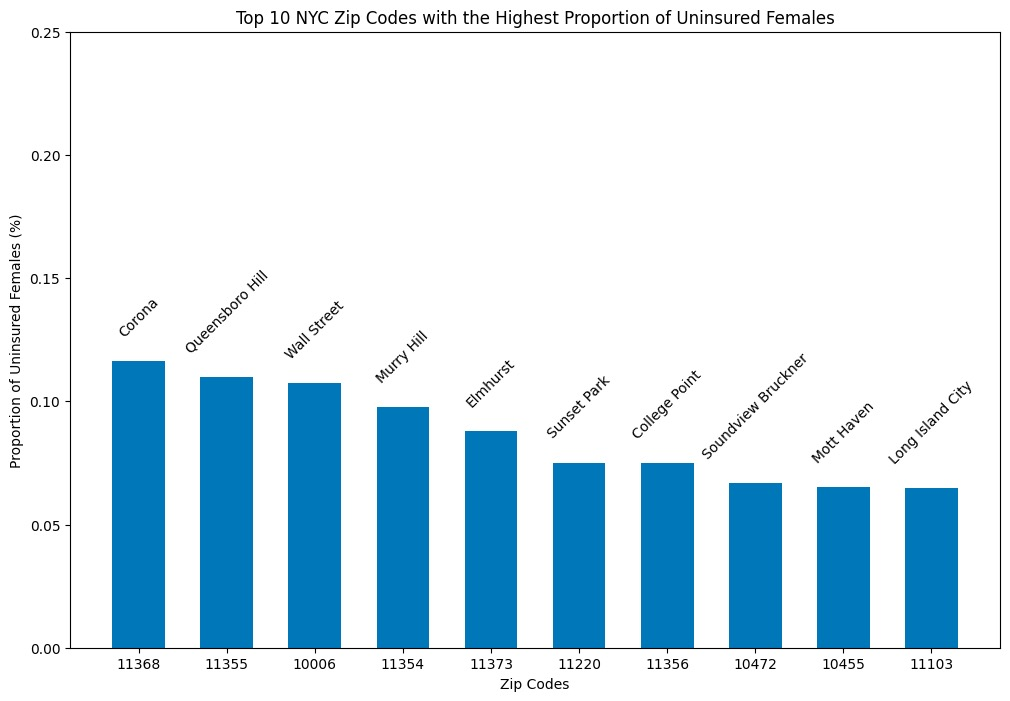 Top 10 NYC Zip Codes with the Highest Proportion of Uninsured Females
Proportion of Uninsured Females (%)
0.25
0.20
0.15
0.10
0.05
0.00
Corona
Queensboro Hill
Wall Street
Murry Hill
Elmhurst
Sunset Park
College Point
Soundview Bruckner
Mott Haven
Long Island City
11368 11355 10006 11354 11373 11220 11356 10472 10455 11103
Zip Codes